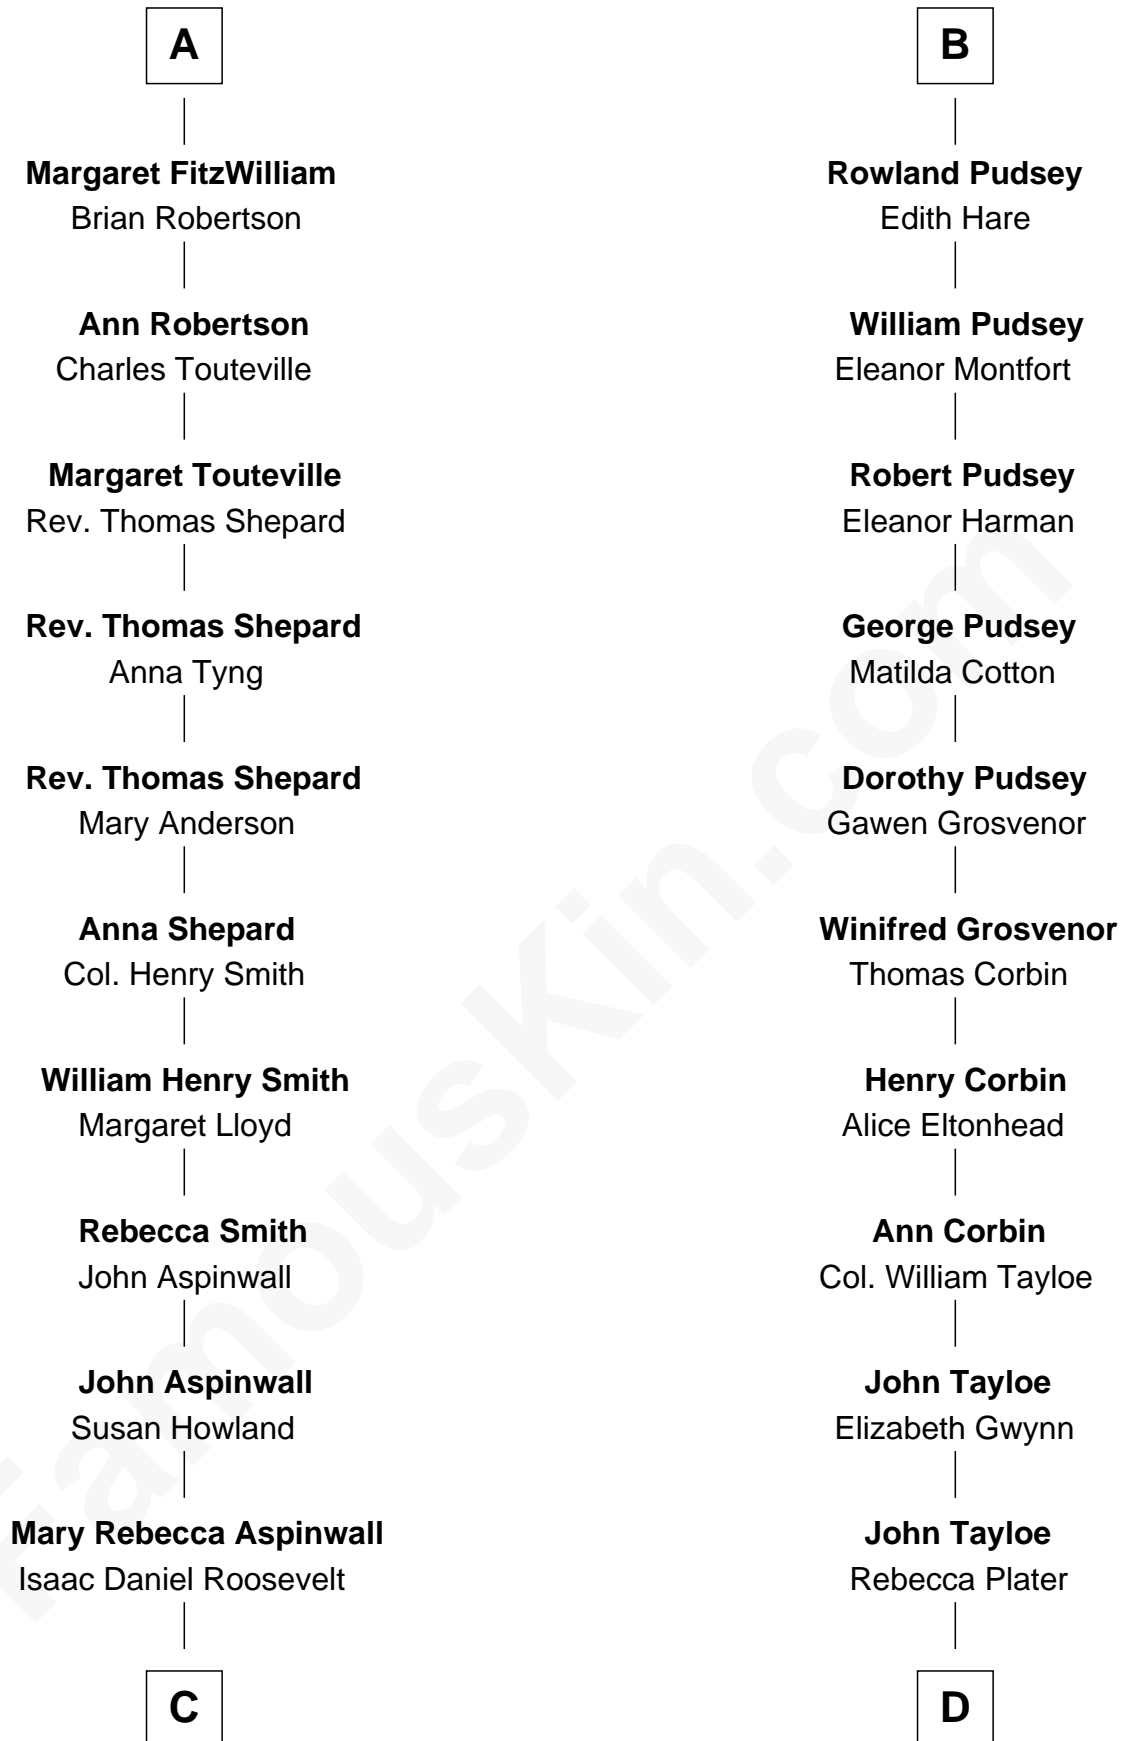 A
Margaret FitzWilliam
Brian Robertson
Ann Robertson
Charles Touteville
Margaret Touteville
Rev. Thomas Shepard
Rev. Thomas Shepard
Anna Tyng
Rev. Thomas Shepard
Mary Anderson
Anna Shepard
Col. Henry Smith
William Henry Smith
Margaret Lloyd
Rebecca Smith
John Aspinwall
John Aspinwall
Susan Howland
Mary Rebecca Aspinwall
Isaac Daniel Roosevelt
C
B
Rowland Pudsey
Edith Hare
William Pudsey
Eleanor Montfort
Robert Pudsey
Eleanor Harman
George Pudsey
Matilda Cotton
Dorothy Pudsey
Gawen Grosvenor
Winifred Grosvenor
Thomas Corbin
Henry Corbin
Alice Eltonhead
Ann Corbin
Col. William Tayloe
John Tayloe
Elizabeth Gwynn
John Tayloe
Rebecca Plater
D
FamousKin.com